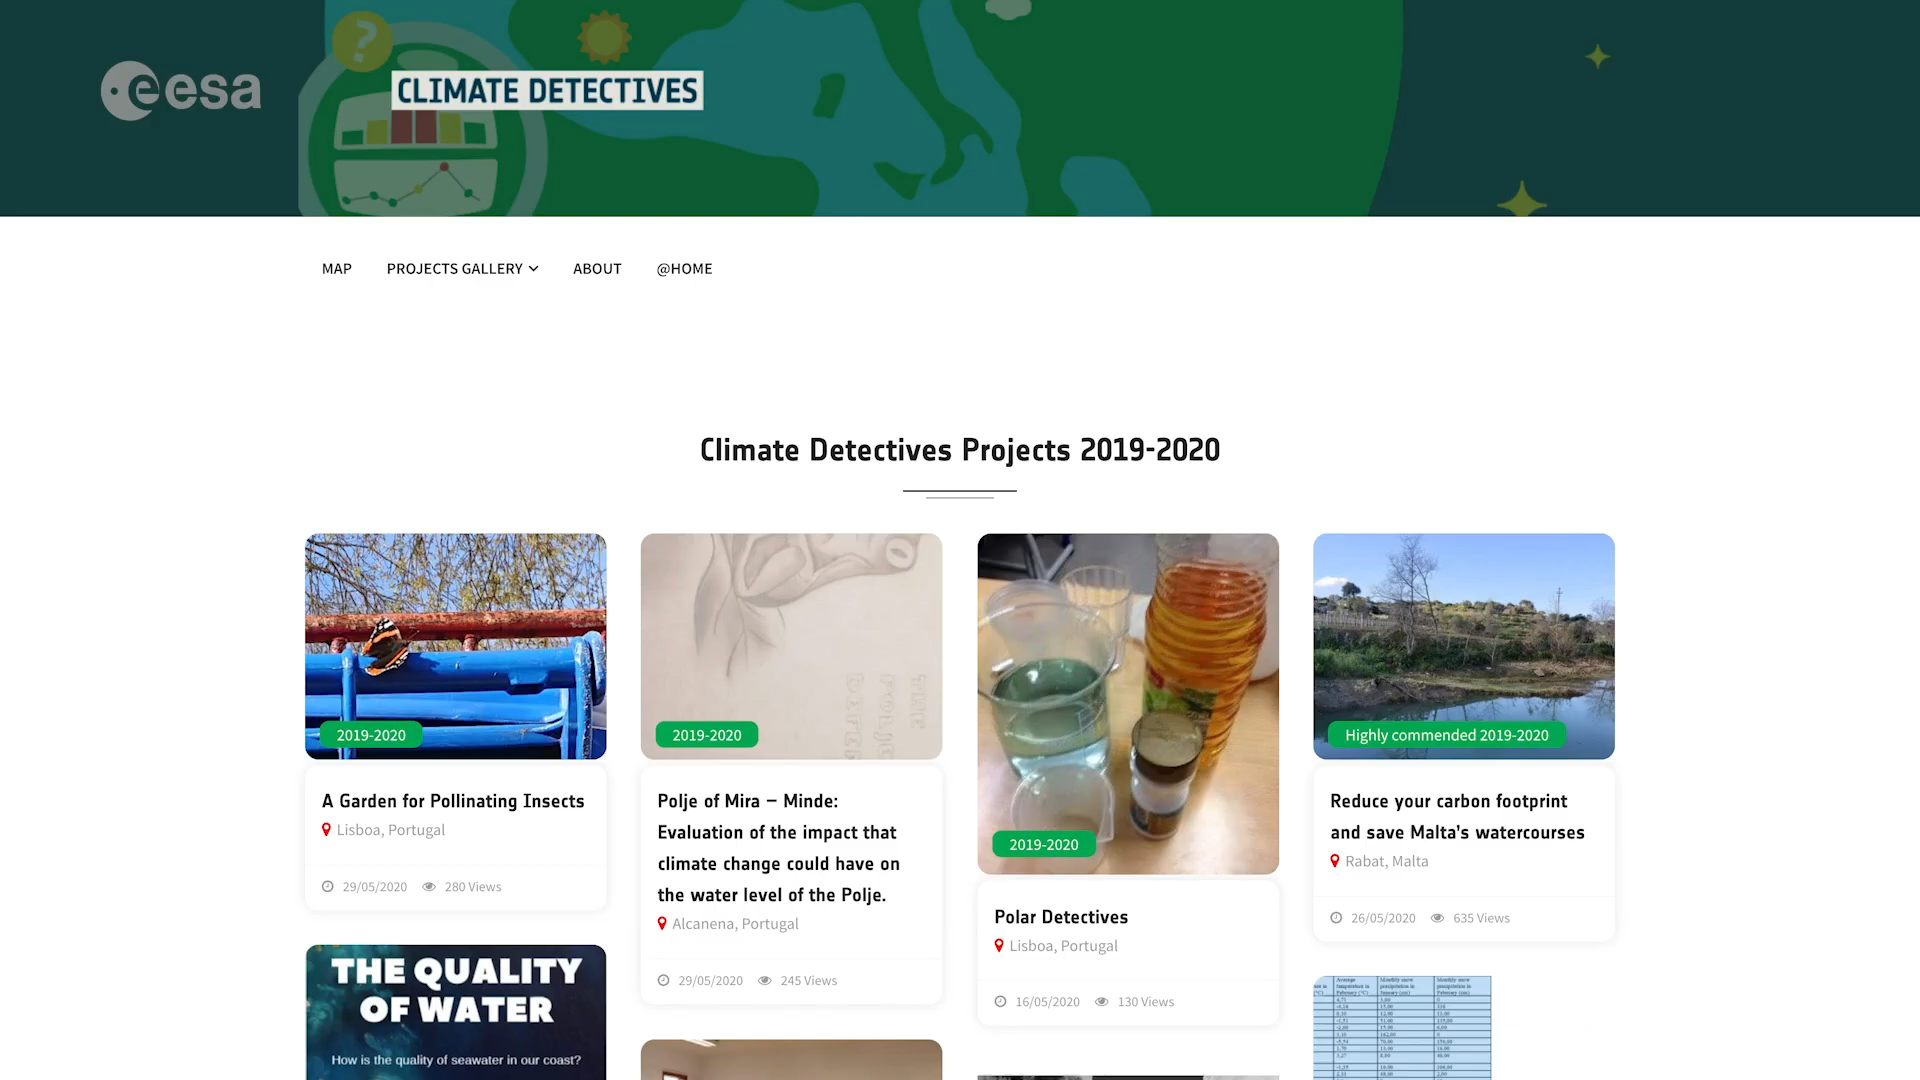 esa
CLIMATE DETECTIVES
MAP
PROJECTS GALLERY
ABOUT
@HOME
Climate Detectives Projects 2019-2020
2019-2020
A Garden for Pollinating Insects
Lisboa, Portugal
29/05/2020
280 Views
2019-2020
Polje of Mira – Minde:
Evaluation of the impact that
climate change could have on
the water level of the Polje.
Alcanena, Portugal
29/05/2020
245 Views
2019-2020
Polar Detectives
Lisboa, Portugal
16/05/2020
130 Views
Highly commended 2019-2020
Reduce your carbon footprint
and save Malta's watercourses
Rabat, Malta
26/05/2020
635 Views
THE QUALITY
OF WATER
How is the quality of seawater in our coast?